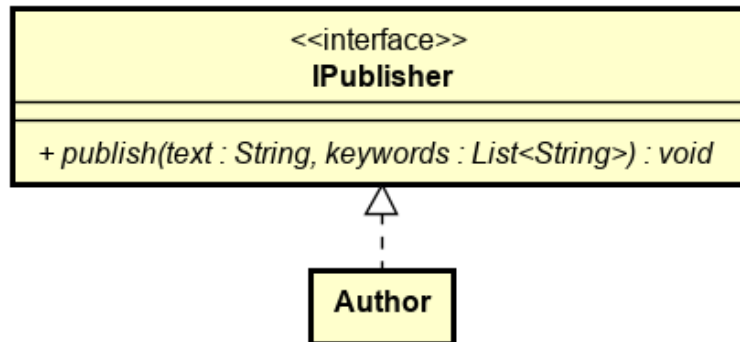 <<interface>>
IPublisher
+ publish(text : String, keywords : List<String>) : void
Author